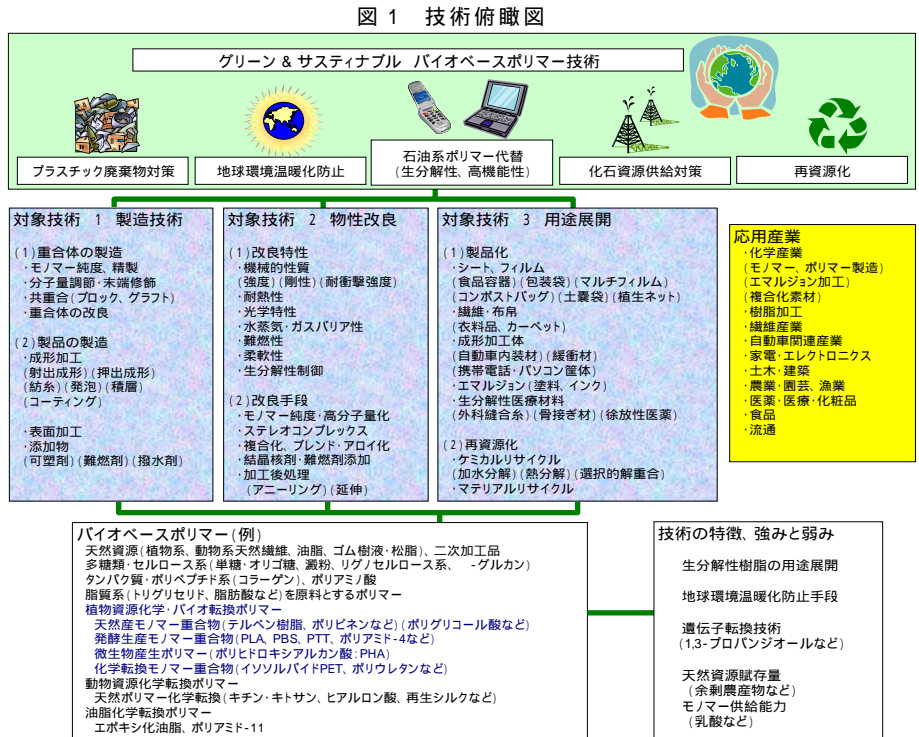 図1 技術俯瞰図
グリーン & サスティナブル バイオベースポリマー技術
プラスチック廃棄物対策
地球環境温暖化防止
石油系ポリマー代替
(生分解性、高機能性)
化石資源供給対策
再資源化
対象技術 1 製造技術
(1)重合体の製造
・モノマー純度、精製
・分子量調節・末端修飾
・共重合(ブロック、グラフト)
・重合体の改良
(2)製品の製造
・成形加工
(射出成形)(押出成形)
(紡糸)(発泡)(積層)
(コーティング)
・表面加工
・添加物
(可塑剤)(難燃剤)(撥水剤)
対象技術 2 物性改良
(1)改良特性
・機械的性質
(強度)(剛性)(耐衝撃強度)
・耐熱性
・光学特性
・水蒸気・ガスバリア性
・難燃性
・柔軟性
・生分解性制御
(2)改良手段
・モノマー純度・高分子量化
・ステレオコンプレックス
・複合化、ブレンド・アロイ化
・結晶核剤・難燃剤添加
・加工後処理
(アニーリング)(延伸)
対象技術 3 用途展開
(1)製品化
・シート、フィルム
(食品容器)(包装袋)(マルチフィルム)
(コンポストバッグ)(土嚢袋)(植生ネット)
・繊維・布帛
(衣料品、カーペット)
・成形加工体
(自動車内装材)(緩衝材)
(携帯電話・パソコン筐体)
・エマルジョン(塗料、インク)
・生分解性医療材料
(外科縫合糸)(骨接ぎ材)(徐放性医薬)
(2)再資源化
・ケミカルリサイクル
(加水分解)(熱分解)(選択的解重合)
・マテリアルリサイクル
応用産業
・化学産業
(モノマー、ポリマー製造)
(エマルジョン加工)
(複合化素材)
・樹脂加工
・繊維産業
・自動車関連産業
・家電・エレクトロニクス
・土木・建築
・農業・園芸、漁業
・医薬・医療・化粧品
・食品
・流通
バイオベースポリマー(例)
天然資源(植物系、動物系天然繊維、油脂、ゴム樹液・松脂)、二次加工品
多糖類・セルロース系(単糖・オリゴ糖、澱粉、リグノセルロース系、 -グルカン)
タンパク質・ポリペプチド系(コラーゲン)、ポリアミノ酸
脂質系(トリグリセリド、脂肪酸など)を原料とするポリマー
植物資源化学・バイオ転換ポリマー
天然産モノマー重合物(テルペン樹脂、ポリピネンなど)(ポリグリコール酸など)
発酵生産モノマー重合物(PLA, PBS, PTT, ポリアミド-4など)
微生物産生ポリマー(ポリヒドロキシアルカン酸:PHA)
化学転換モノマー重合物(イソソルバイドPET、ポリウレタンなど)
動物資源化学転換ポリマー
天然ポリマー化学転換(キチン・キトサン、ヒアルロン酸、再生シルクなど)
油脂化学転換ポリマー
エポキシ化油脂、ポリアミド-11
技術の特徴、強みと弱み
生分解性樹脂の用途展開
地球環境温暖化防止手段
遺伝子転換技術
(1,3-プロパンジオールなど)
天然資源賦存量
(余剰農産物など)
モノマー供給能力
(乳酸など)